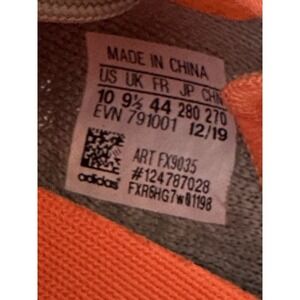 MADE IN CHINA
US UK FR JP CHN
10 9½ 44 280 270
EVN 791001 12/19
ART FX9035
#124787028
FXR6HG7w01198
adidas